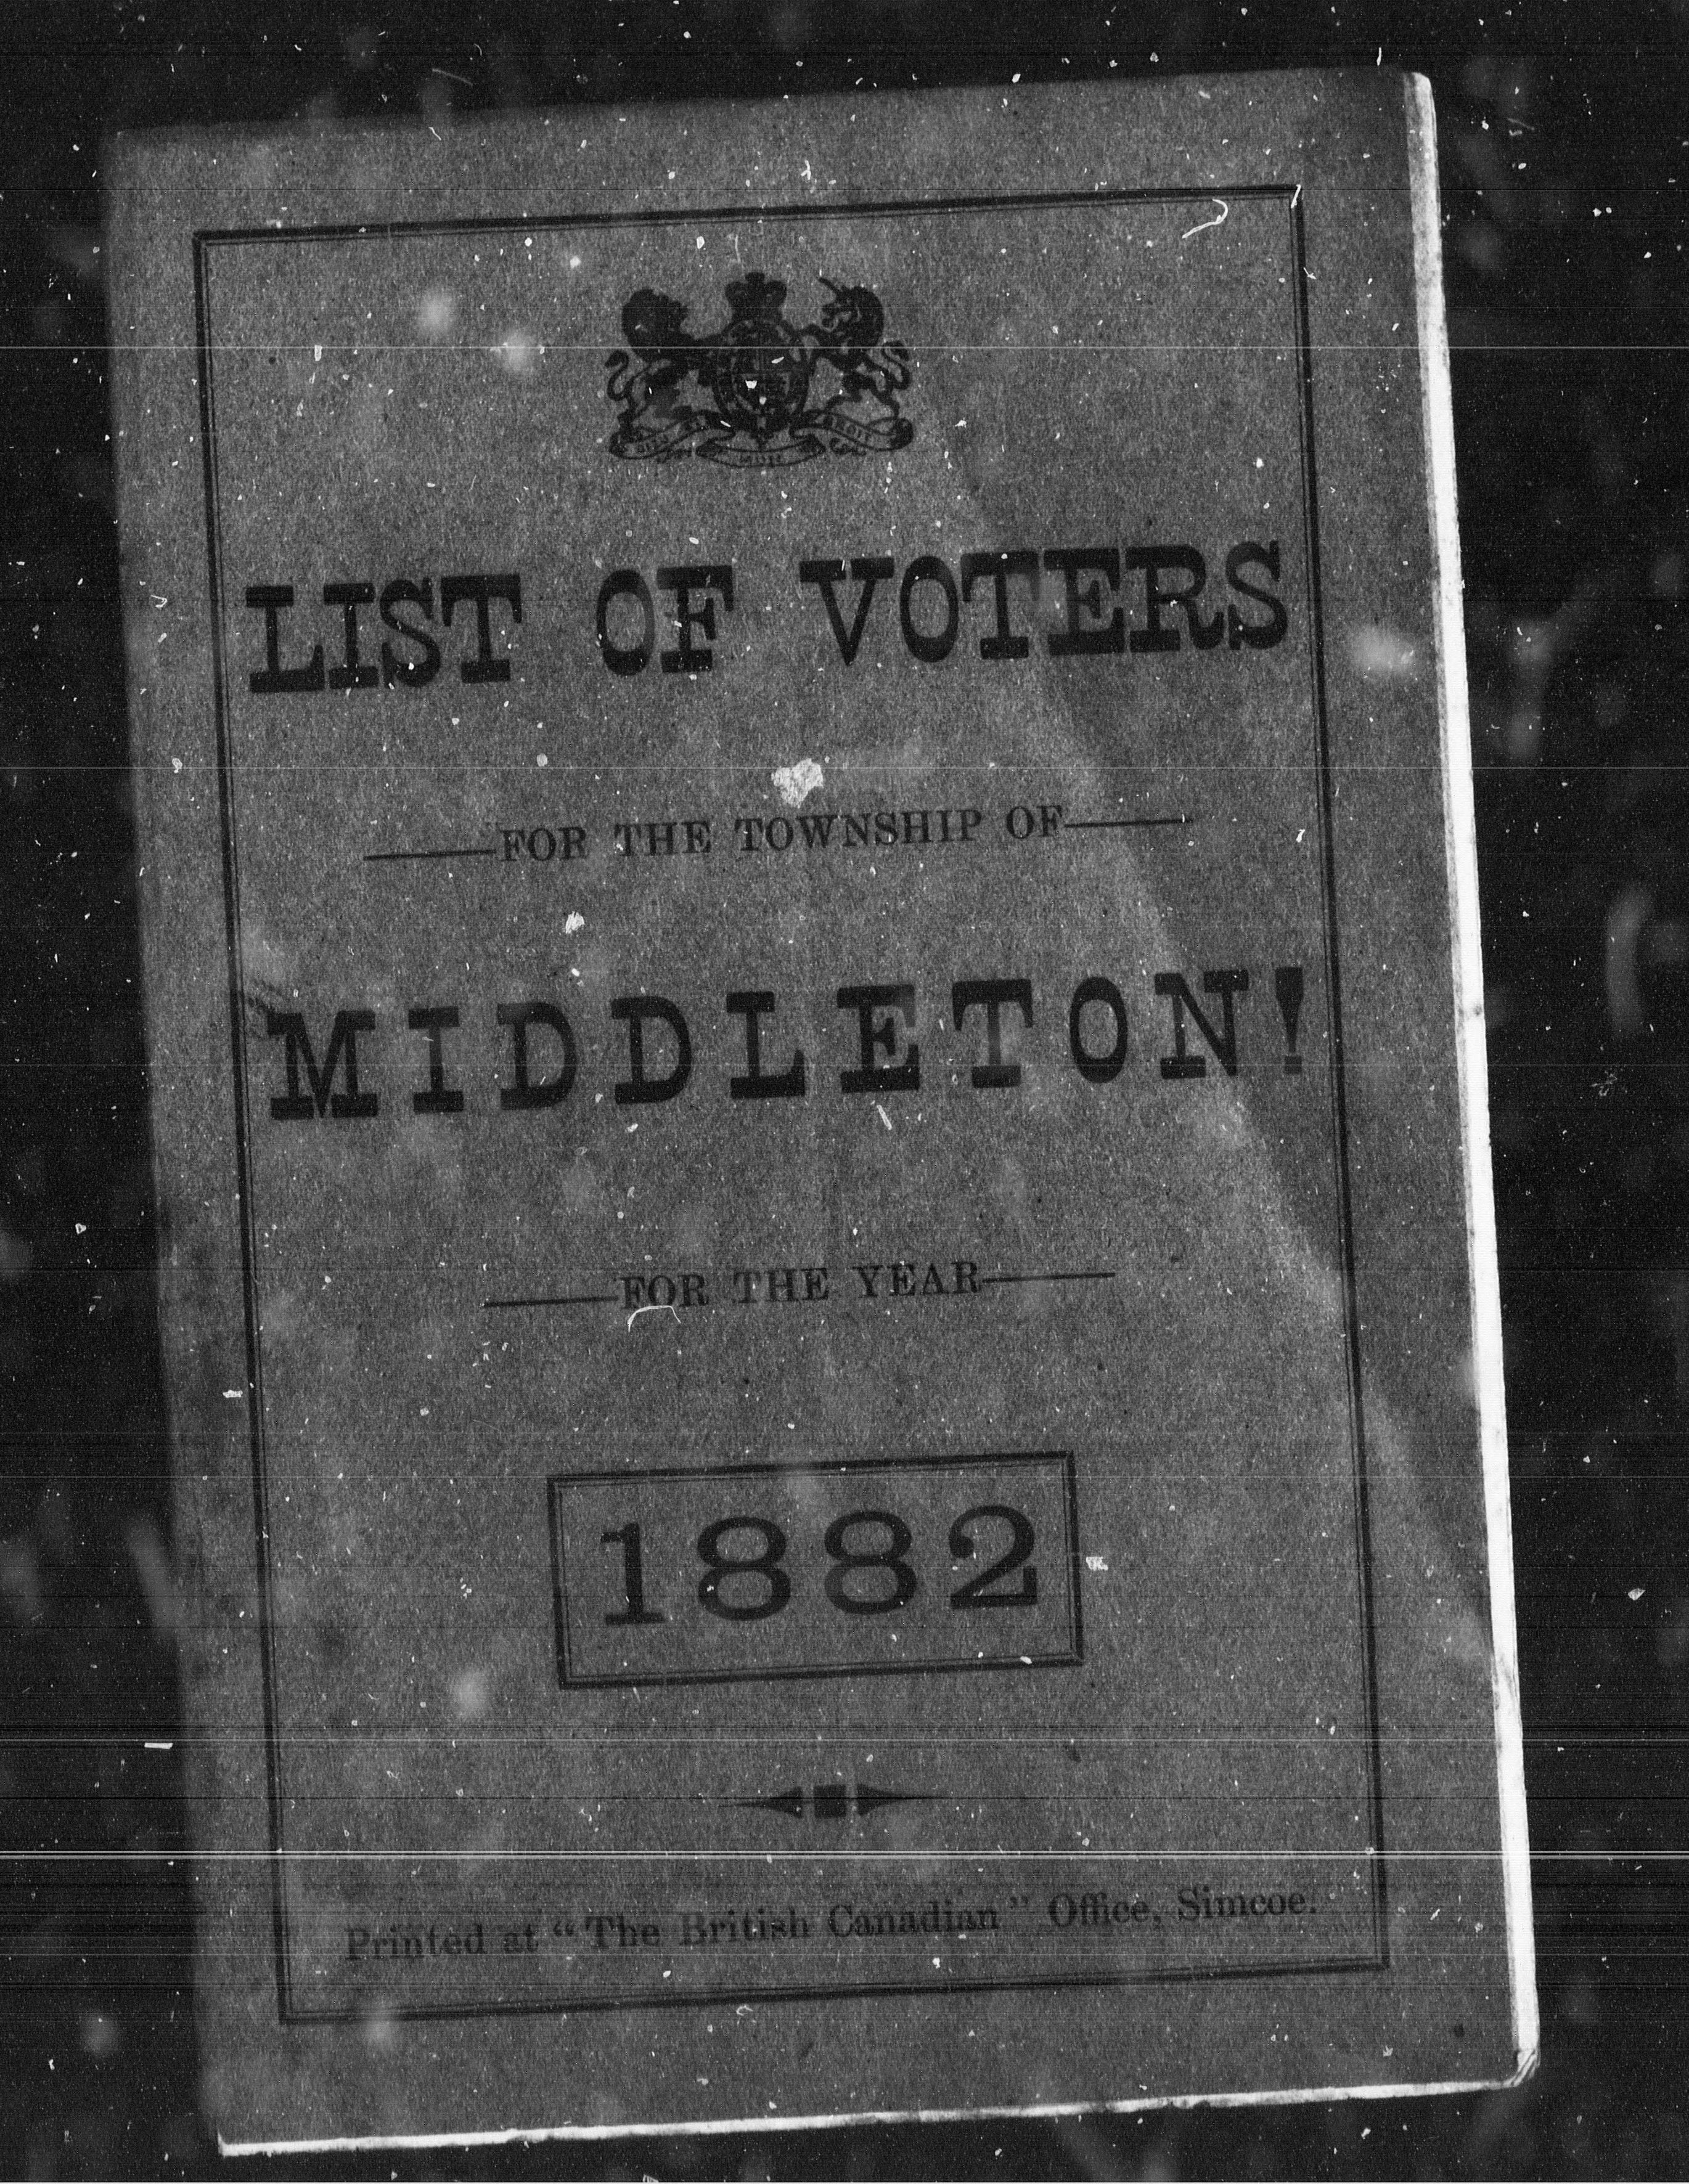 LIST OF VOTERS
FOR THE TOWNSHIP OF
MIDDLETON!
FOR THE YEAR
1882
Printed at “The British Canadian” Office, Simcoe.